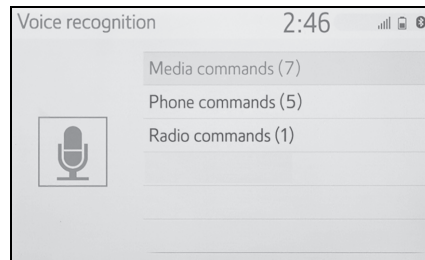 Voice recognition 2:46
Media commands (7)
Phone commands (5)
Radio commands (1)